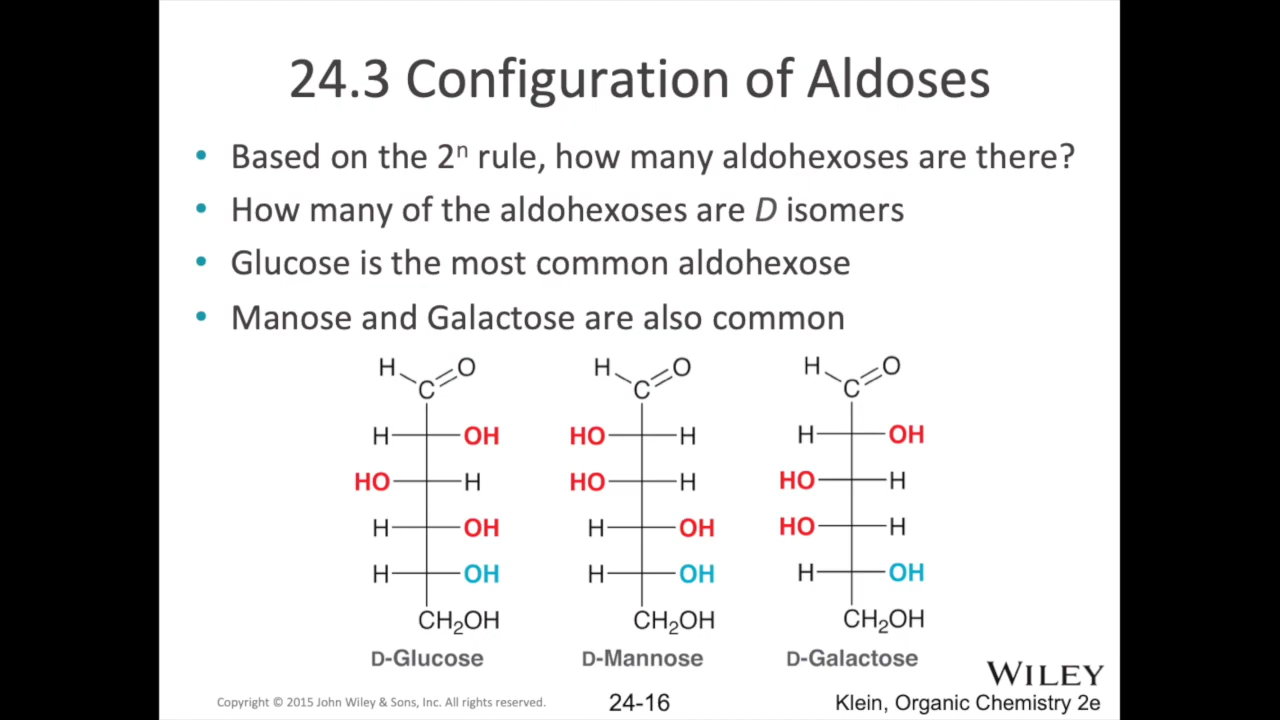 24.3 Configuration of Aldoses
• Based on the 2ⁿ rule, how many aldohexoses are there?
• How many of the aldohexoses are D isomers
• Glucose is the most common aldohexose
• Manose and Galactose are also common
H O H O H O
C C C
H OH HO H H OH
HO H HO H HO H
H OH H OH HO H
H OH H OH H OH
CH₂OH CH₂OH CH₂OH
D-Glucose D-Mannose D-Galactose
WILEY
Copyright © 2015 John Wiley & Sons, Inc. All rights reserved. 24-16 Klein, Organic Chemistry 2e